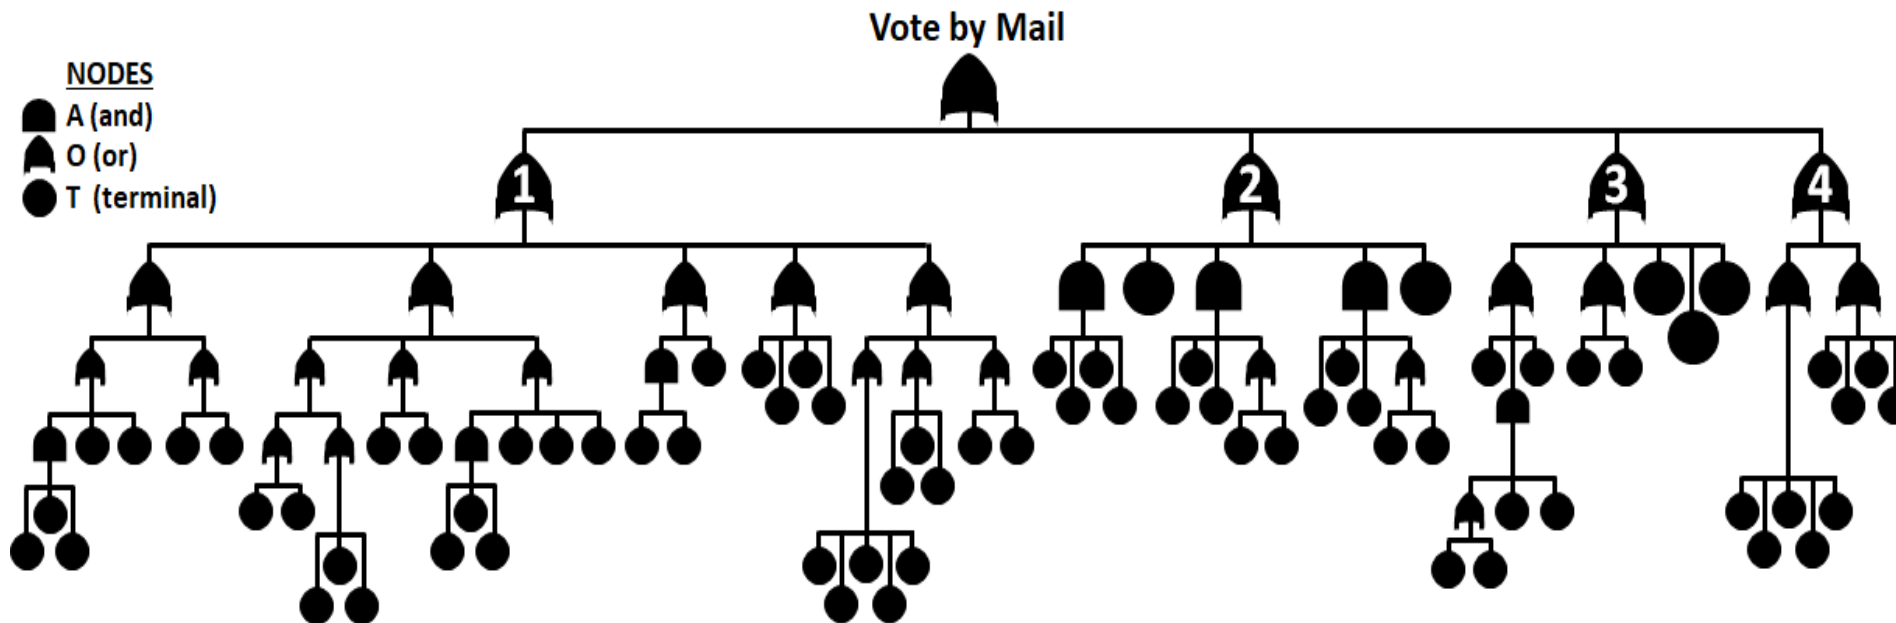 Vote by Mail
NODES
A (and)
O (or)
T (terminal)
1
2
3
4